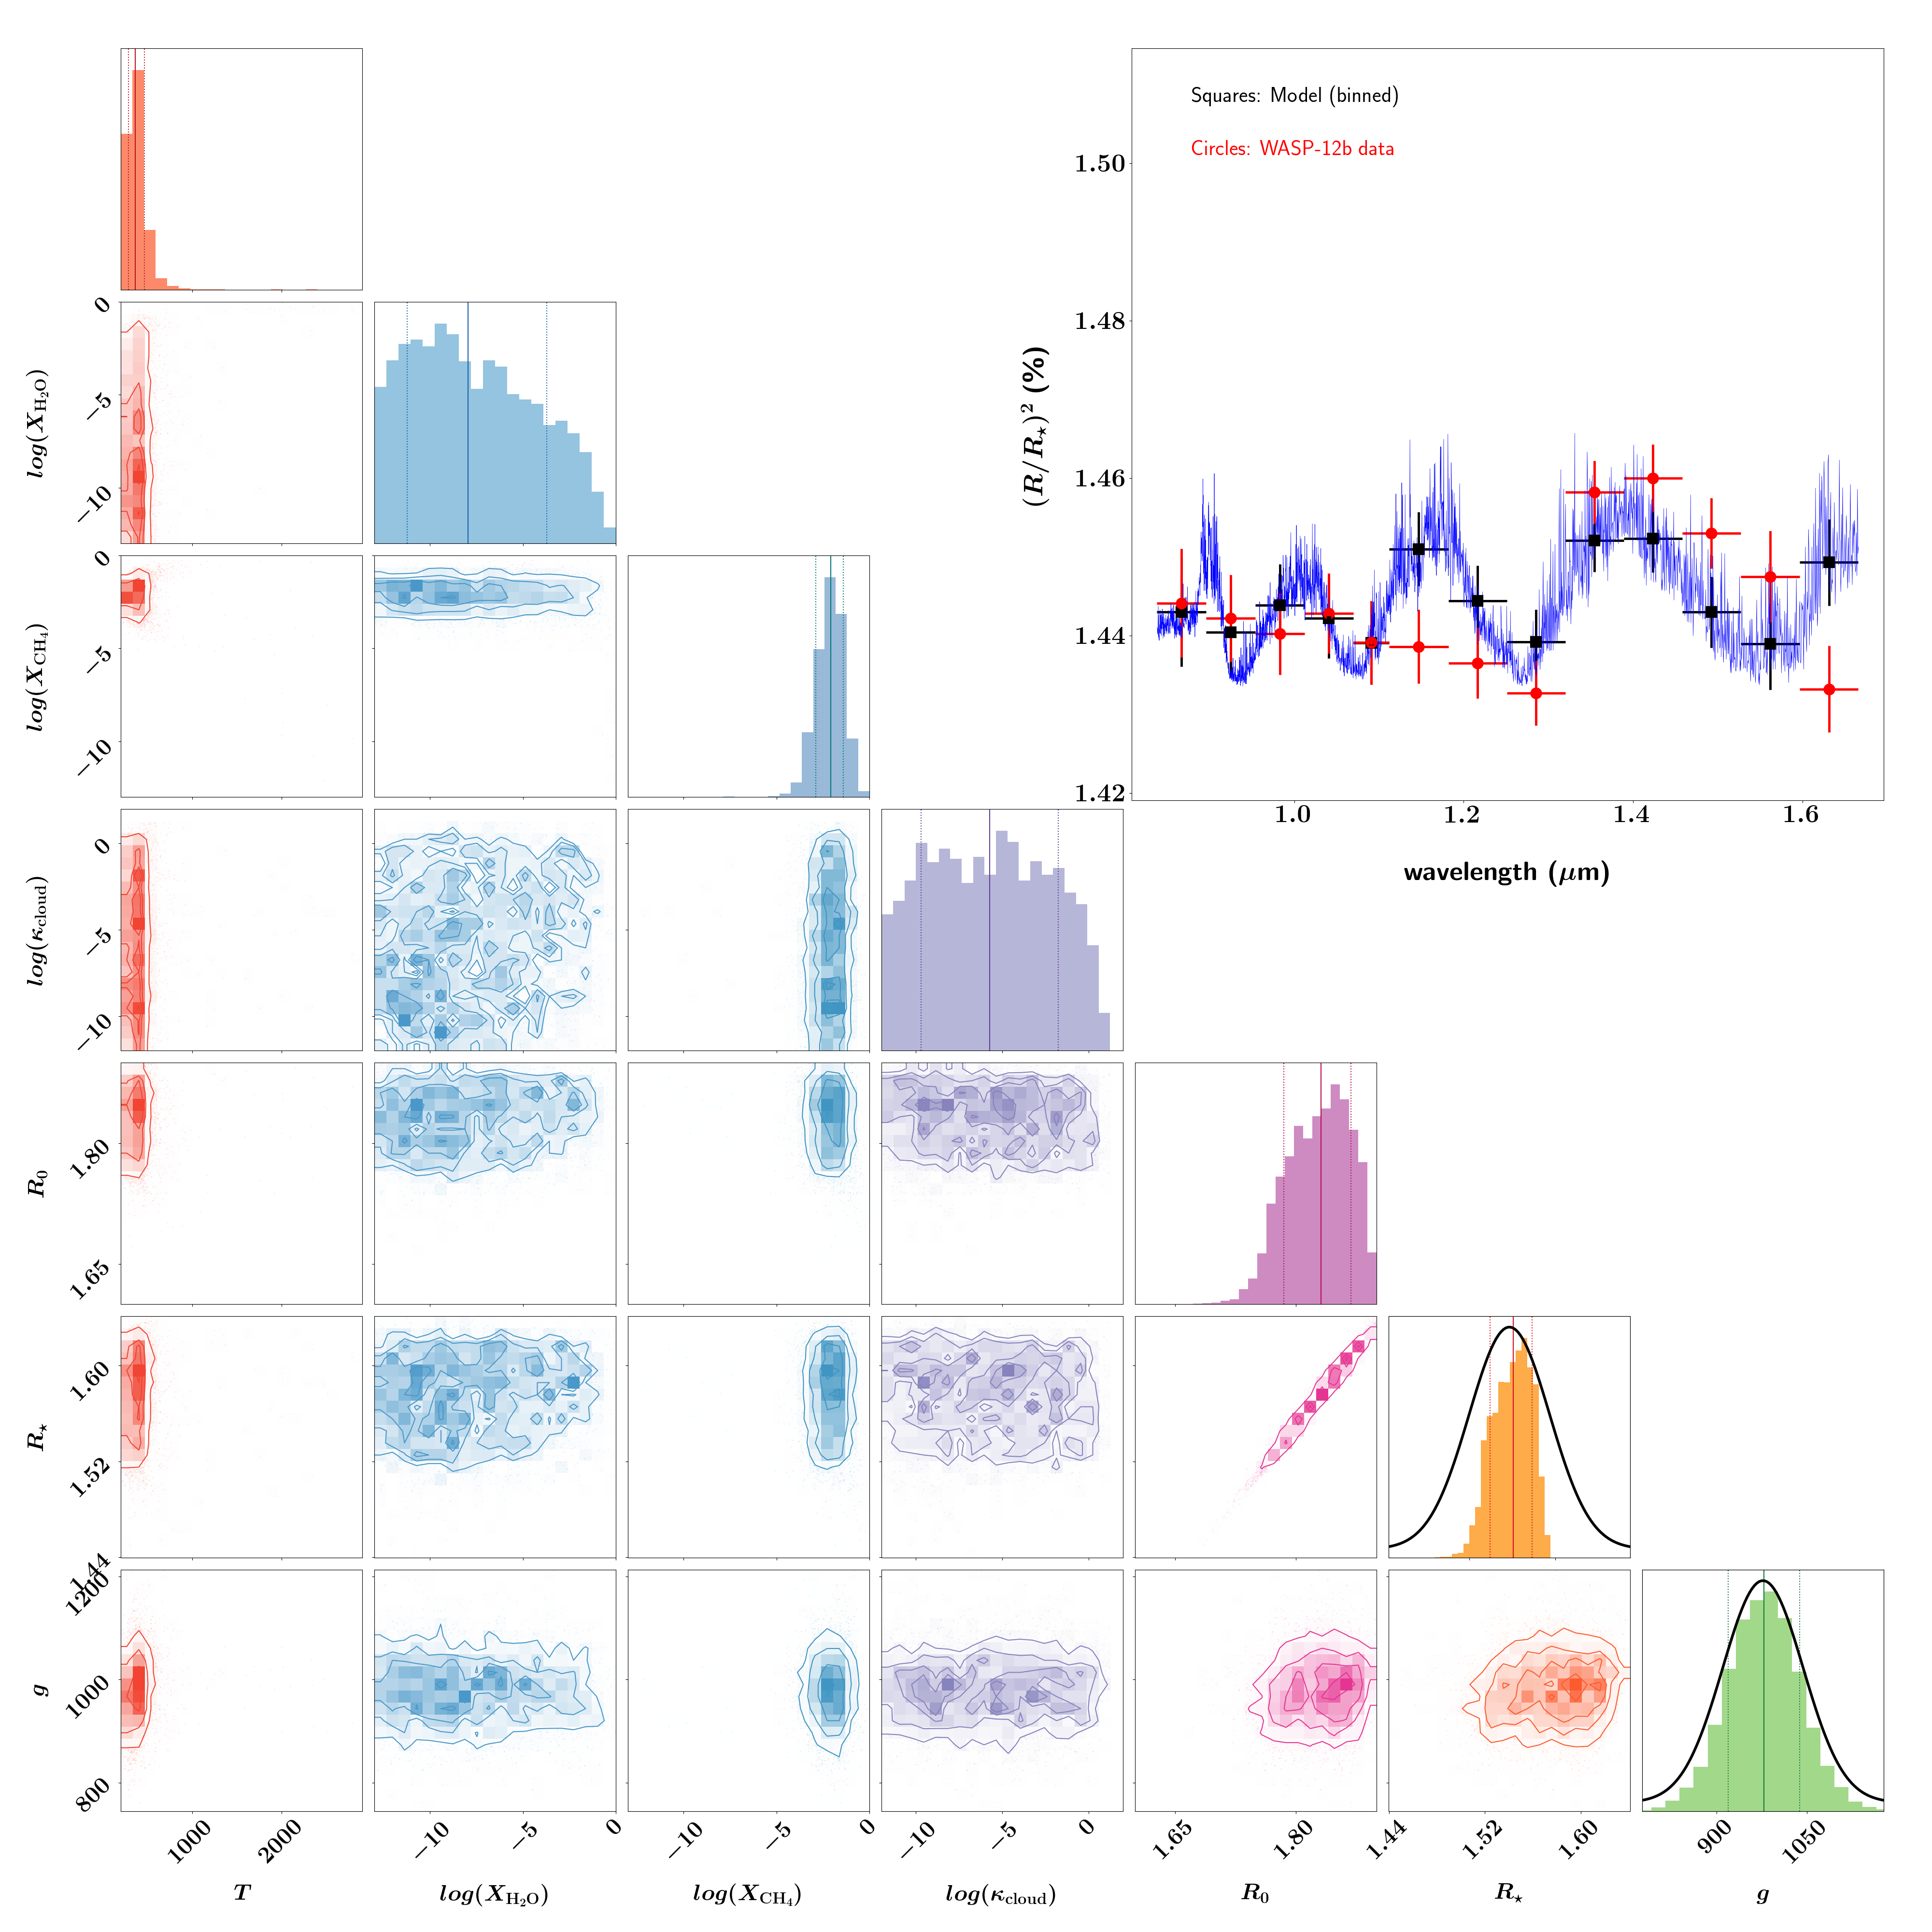 Squares: Model (binned)
Circles: WASP-12b data
1.50
1.48
1.46
1.44
1.42
(R/R⋆)² (%)
1.0 1.2 1.4 1.6
wavelength (μm)
0
−5
−10
log(X_H₂O)
0
−5
−10
log(X_CH₄)
0
−5
−10
log(κ_cloud)
1.80
1.65
R₀
1.60
1.52
1.44
R⋆
1200
1000
800
g
1000 2000 −10 −5 0 −10 −5 0 −10 −5 0 1.65 1.80 1.44 1.52 1.60 900 1050
T log(X_H₂O) log(X_CH₄) log(κ_cloud) R₀ R⋆ g